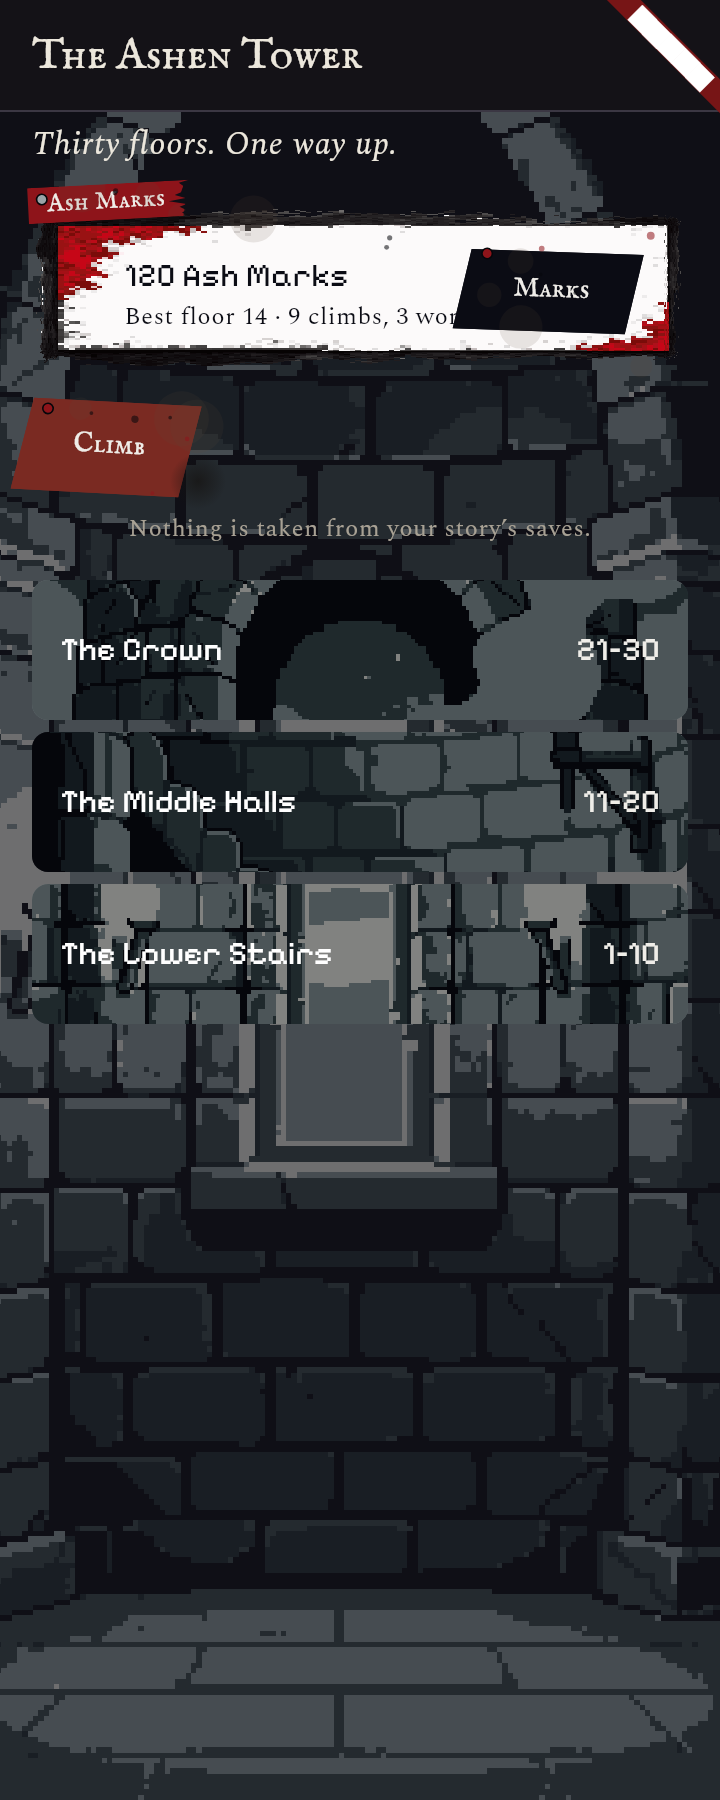 The Ashen Tower
Thirty floors. One way up.
Ash Marks
120 Ash Marks
Marks
Best floor 14 · 9 climbs, 3
Climb
Nothing is taken from your story's saves.
The Crown 21-30
The Middle Halls 11-20
The Lower Stairs 1-10